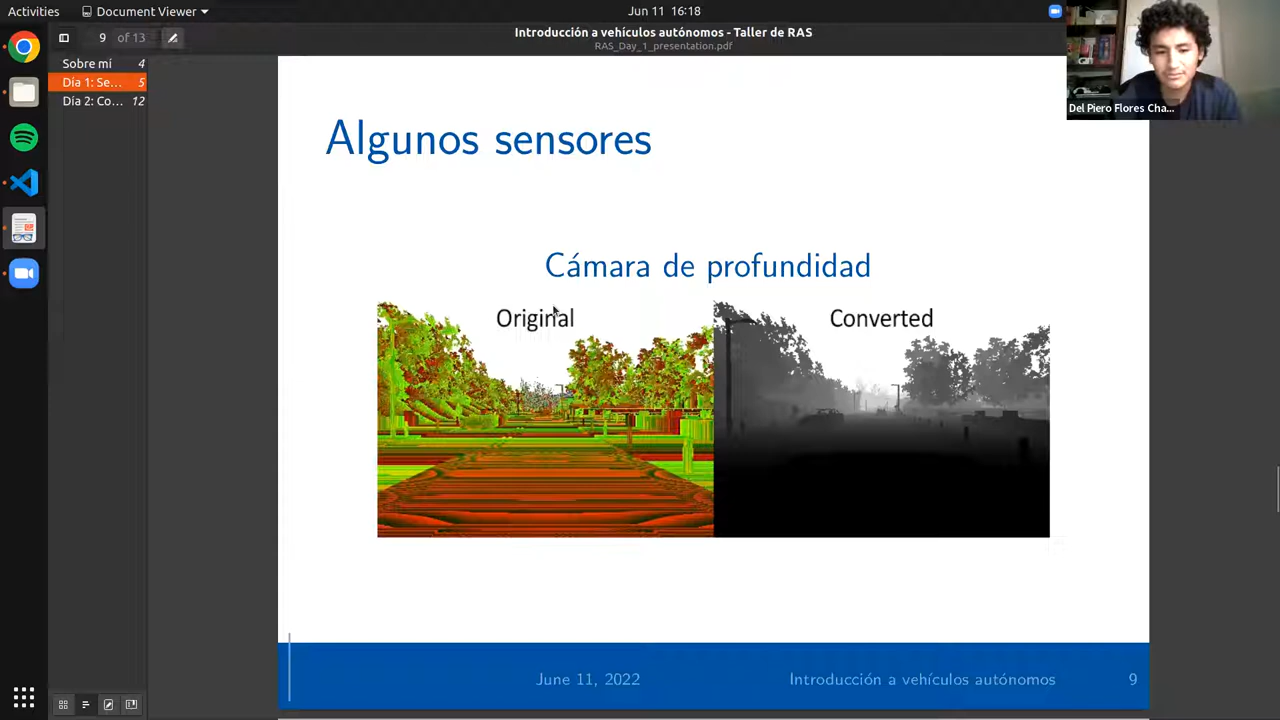 Activities
Document Viewer
Jun 11 16:18
9 of 13
Introducción a vehículos autónomos - Taller de RAS
RAS_Day_1_presentation.pdf
Sobre mí 4
Día 1: Se... 5
Día 2: Co... 12
Del Piero Flores Cha...
Algunos sensores
Cámara de profundidad
Original
Converted
June 11, 2022
Introducción a vehículos autónomos
9